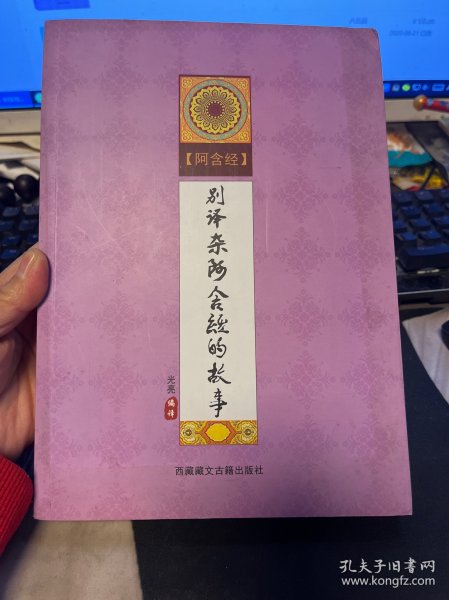 【阿含经】
别译杂阿含经的故事
光亮
编译
西藏藏文古籍出版社
孔夫子旧书网
www.kongfz.com